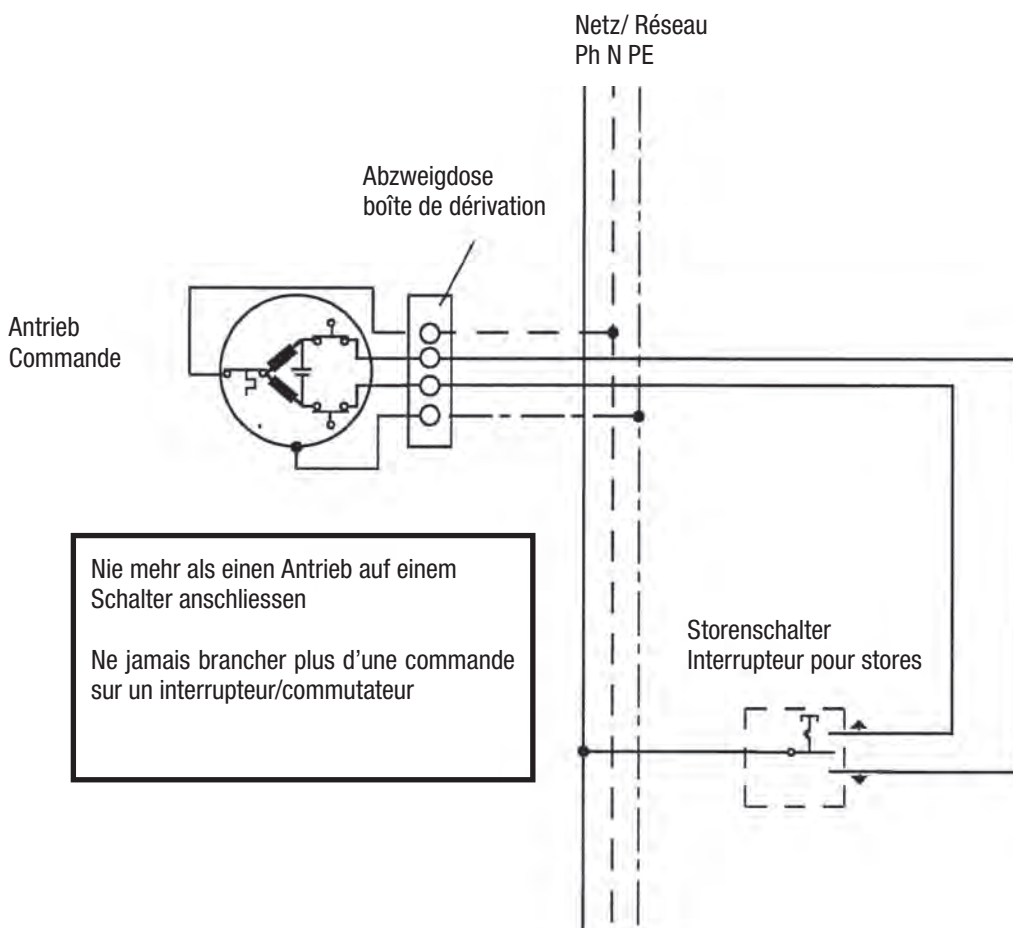 Netz/ Réseau
Ph N PE
Abzweigdose
boîte de dérivation
Antrieb
Commande
Nie mehr als einen Antrieb auf einem
Schalter anschliessen
Ne jamais brancher plus d’une commande
sur un interrupteur/commutateur
Storenschalter
Interrupteur pour stores